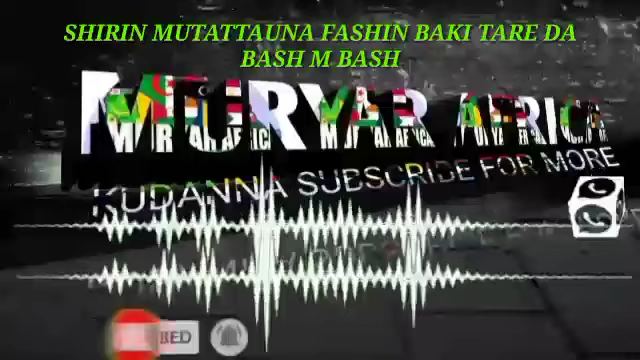 SHIRIN MUTATTAUNA FASHIN BAKI TARE DA
BASH M BASH
MURYAR AFRICA
KUDANNA SUBSCRIBE FOR MORE